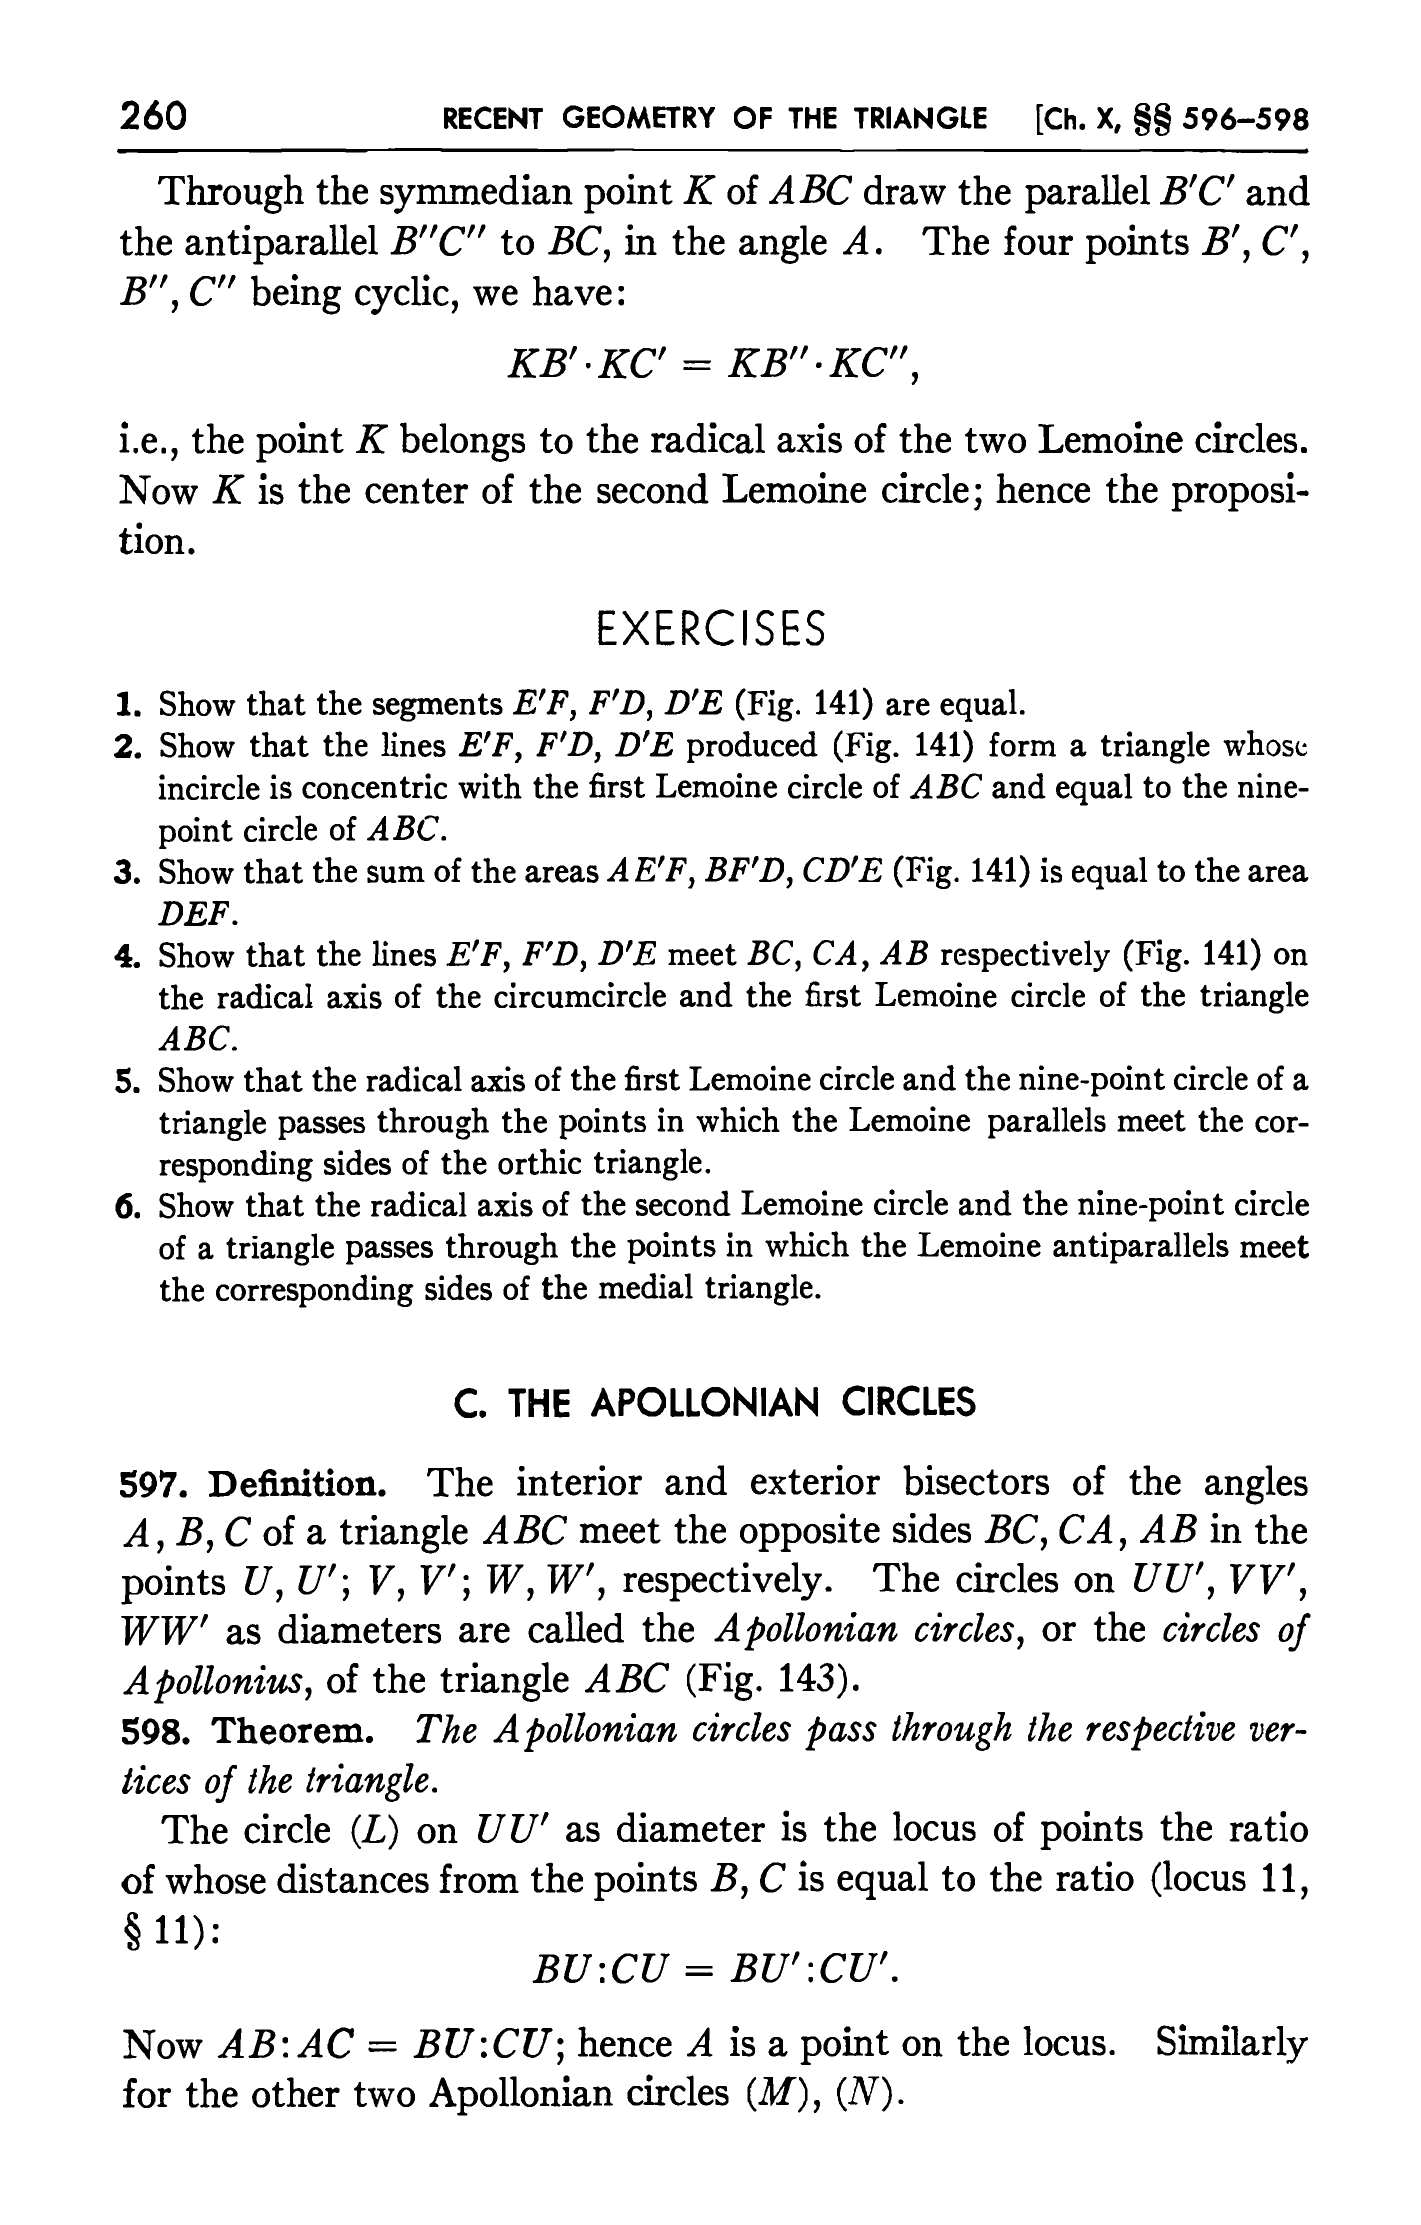 260 RECENT GEOMETRY OF THE TRIANGLE [Ch. X, §§ 596–598
Through the symmedian point K of ABC draw the parallel B′C′ and
the antiparallel B″C″ to BC, in the angle A. The four points B′, C′,
B″, C″ being cyclic, we have:
KB′·KC′ = KB″·KC″,
i.e., the point K belongs to the radical axis of the two Lemoine circles.
Now K is the center of the second Lemoine circle; hence the proposi-
tion.
EXERCISES
1. Show that the segments E′F, F′D, D′E (Fig. 141) are equal.
2. Show that the lines E′F, F′D, D′E produced (Fig. 141) form a triangle whose
incircle is concentric with the first Lemoine circle of ABC and equal to the nine-
point circle of ABC.
3. Show that the sum of the areas AE′F, BF′D, CD′E (Fig. 141) is equal to the area
DEF.
4. Show that the lines E′F, F′D, D′E meet BC, CA, AB respectively (Fig. 141) on
the radical axis of the circumcircle and the first Lemoine circle of the triangle
ABC.
5. Show that the radical axis of the first Lemoine circle and the nine-point circle of a
triangle passes through the points in which the Lemoine parallels meet the cor-
responding sides of the orthic triangle.
6. Show that the radical axis of the second Lemoine circle and the nine-point circle
of a triangle passes through the points in which the Lemoine antiparallels meet
the corresponding sides of the medial triangle.
C. THE APOLLONIAN CIRCLES
597. Definition. The interior and exterior bisectors of the angles
A, B, C of a triangle ABC meet the opposite sides BC, CA, AB in the
points U, U′; V, V′; W, W′, respectively. The circles on UU′, VV′,
WW′ as diameters are called the Apollonian circles, or the circles of
Apollonius, of the triangle ABC (Fig. 143).
598. Theorem. The Apollonian circles pass through the respective ver-
tices of the triangle.
The circle (L) on UU′ as diameter is the locus of points the ratio
of whose distances from the points B, C is equal to the ratio (locus 11,
§ 11):
BU:CU = BU′:CU′.
Now AB:AC = BU:CU; hence A is a point on the locus. Similarly
for the other two Apollonian circles (M), (N).